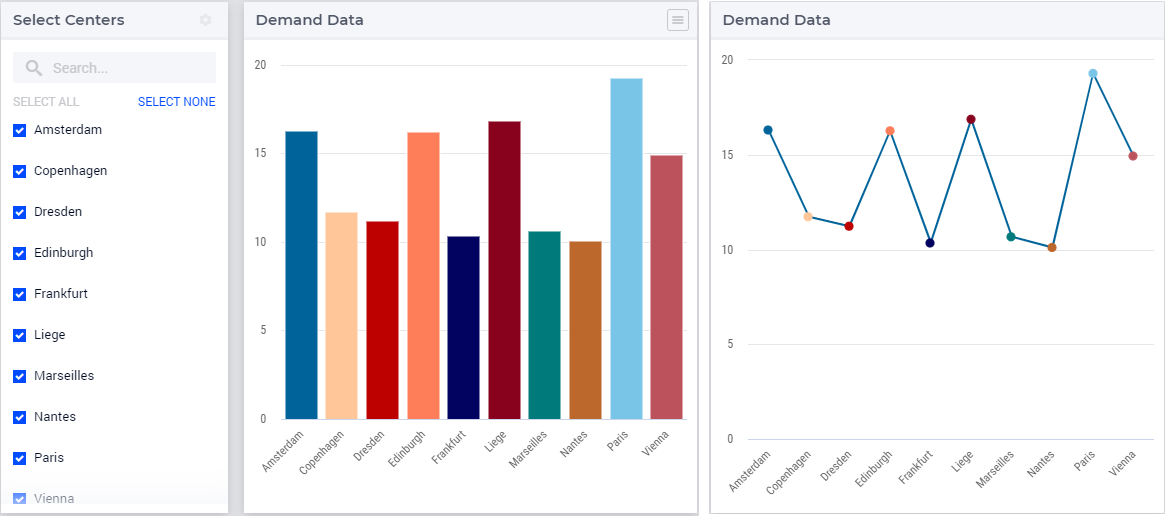 Select Centers
Search...
SELECT ALL SELECT NONE
Amsterdam
Copenhagen
Dresden
Edinburgh
Frankfurt
Liege
Marseilles
Nantes
Paris
Vienna
Demand Data
20
15
10
5
0
Amsterdam
Copenhagen
Dresden
Edinburgh
Frankfurt
Liege
Marseilles
Nantes
Paris
Vienna
Demand Data
20
15
10
5
0
Amsterdam
Copenhagen
Dresden
Edinburgh
Frankfurt
Liege
Marseilles
Nantes
Paris
Vienna